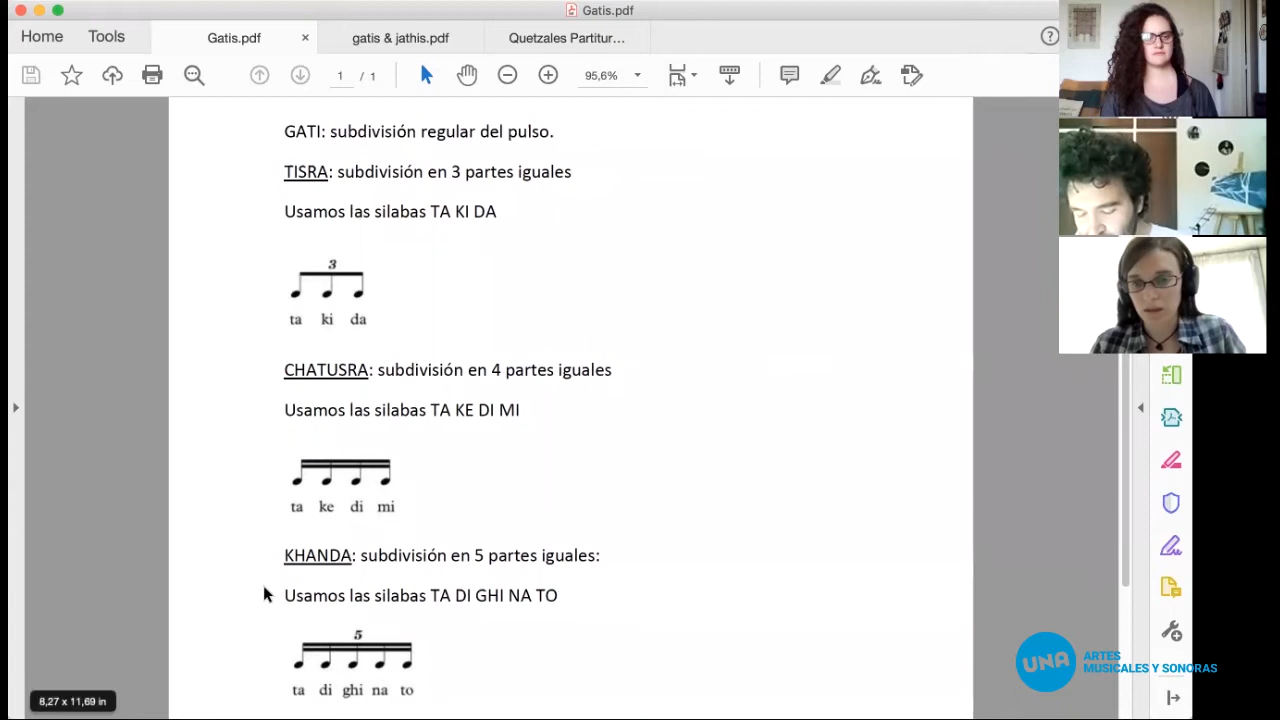 Gatis.pdf
Home
Tools
Gatis.pdf
×
gatis & jathis.pdf
Quetzales Partitur...
1 / 1
95,6%
GATI: subdivisión regular del pulso.
TISRA: subdivisión en 3 partes iguales
Usamos las silabas TA KI DA
3
ta ki da
CHATUSRA: subdivisión en 4 partes iguales
Usamos las silabas TA KE DI MI
ta ke di mi
KHANDA: subdivisión en 5 partes iguales:
Usamos las silabas TA DI GHI NA TO
5
ta di ghi na to
8,27 x 11,69 in
UNA
ARTES
MUSICALES Y SONORAS